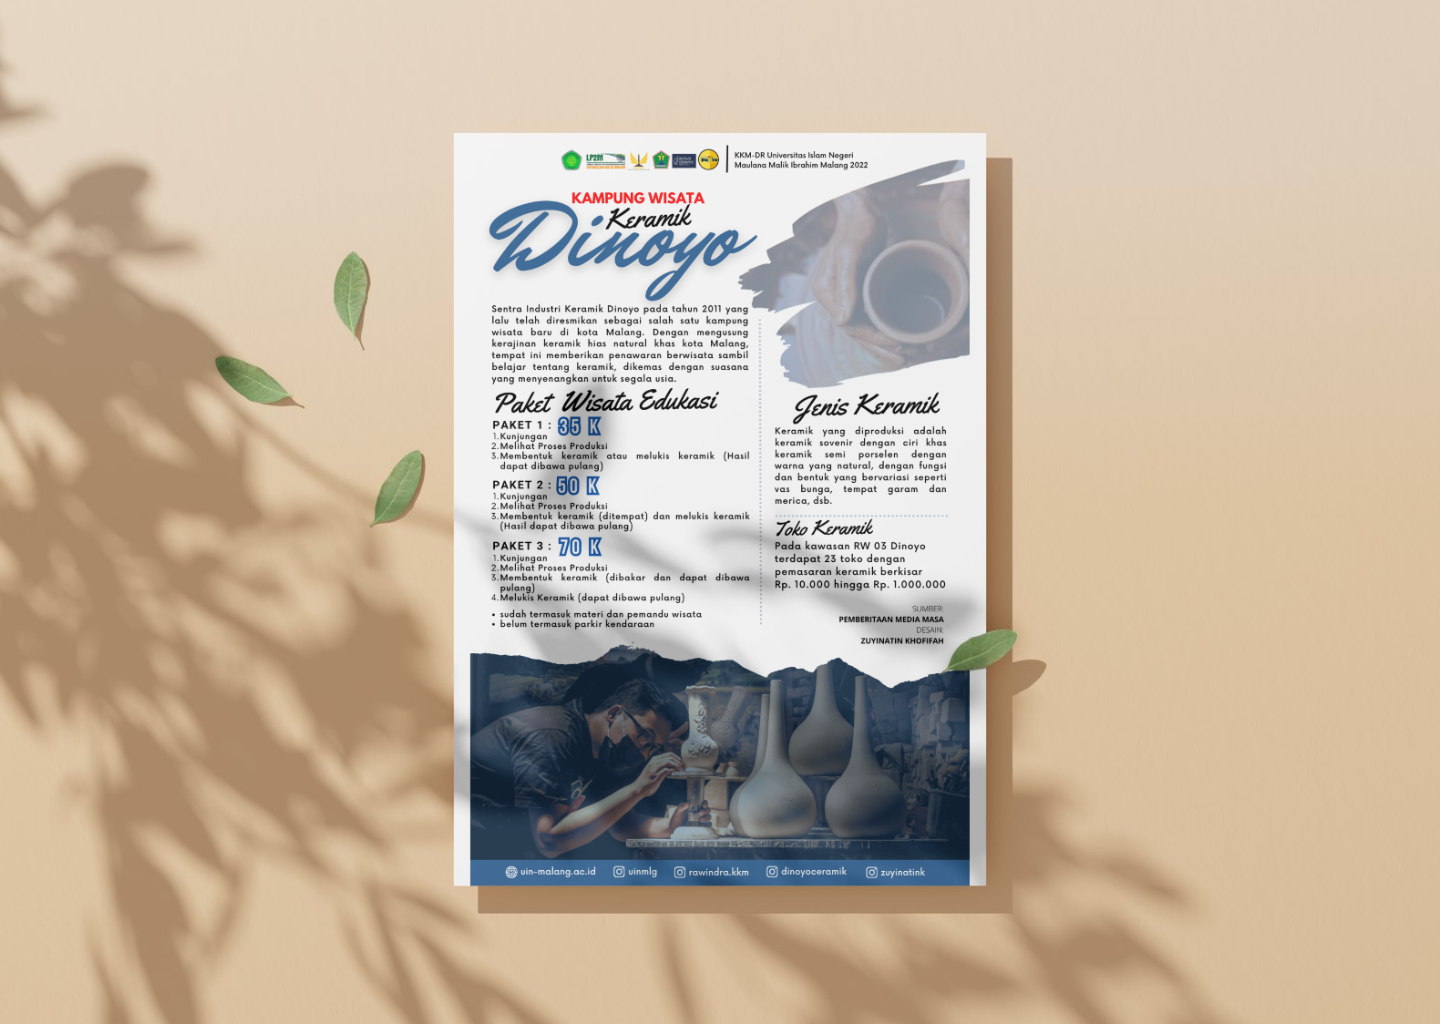 LP2M
KKM-DR Universitas Islam Negeri
Maulana Malik Ibrahim Malang 2022
KAMPUNG WISATA
Keramik
Dinoyo
Sentra Industri Keramik Dinoyo pada tahun 2011 yang
lalu telah diresmikan sebagai salah satu kampung
wisata baru di kota Malang. Dengan mengusung
kerajinan keramik hias natural khas kota Malang,
tempat ini memberikan penawaran berwisata sambil
belajar tentang keramik, dikemas dengan suasana
yang menyenangkan untuk segala usia.
Paket Wisata Edukasi
PAKET 1 : 35 K
1. Kunjungan
2. Melihat Proses Produksi
3. Membentuk keramik atau melukis keramik (Hasil
dapat dibawa pulang)
PAKET 2 : 50 K
1. Kunjungan
2. Melihat Proses Produksi
3. Membentuk keramik (ditempat) dan melukis keramik
(Hasil dapat dibawa pulang)
PAKET 3 : 70 K
1. Kunjungan
2. Melihat Proses Produksi
3. Membentuk keramik (dibakar dan dapat dibawa
pulang)
4. Melukis Keramik (dapat dibawa pulang)
• sudah termasuk materi dan pemandu wisata
• belum termasuk parkir kendaraan
Jenis Keramik
Keramik yang diproduksi adalah
keramik sovenir dengan ciri khas
keramik semi porselen dengan
warna yang natural, dengan fungsi
dan bentuk yang bervariasi seperti
vas bunga, tempat garam dan
merica, dsb.
Toko Keramik
Pada kawasan RW 03 Dinoyo
terdapat 23 toko dengan
pemasaran keramik berkisar
Rp. 10.000 hingga Rp. 1.000.000
SUMBER:
PEMBERITAAN MEDIA MASA
DESAIN:
ZUYINATIN KHOFIFAH
uin-malang.ac.id uinmlg rawindra.kkm dinoyoceramik zuyinatink